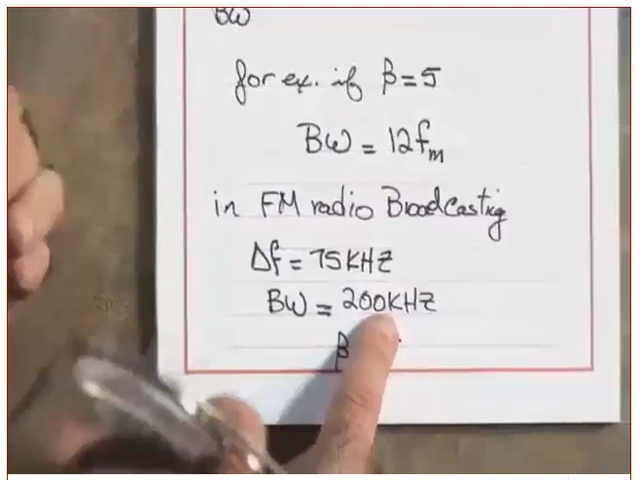 BW
for ex. if β = 5
BW = 12fm
in FM radio Broadcasting
Δf = 75KHZ
BW = 200KHZ
β